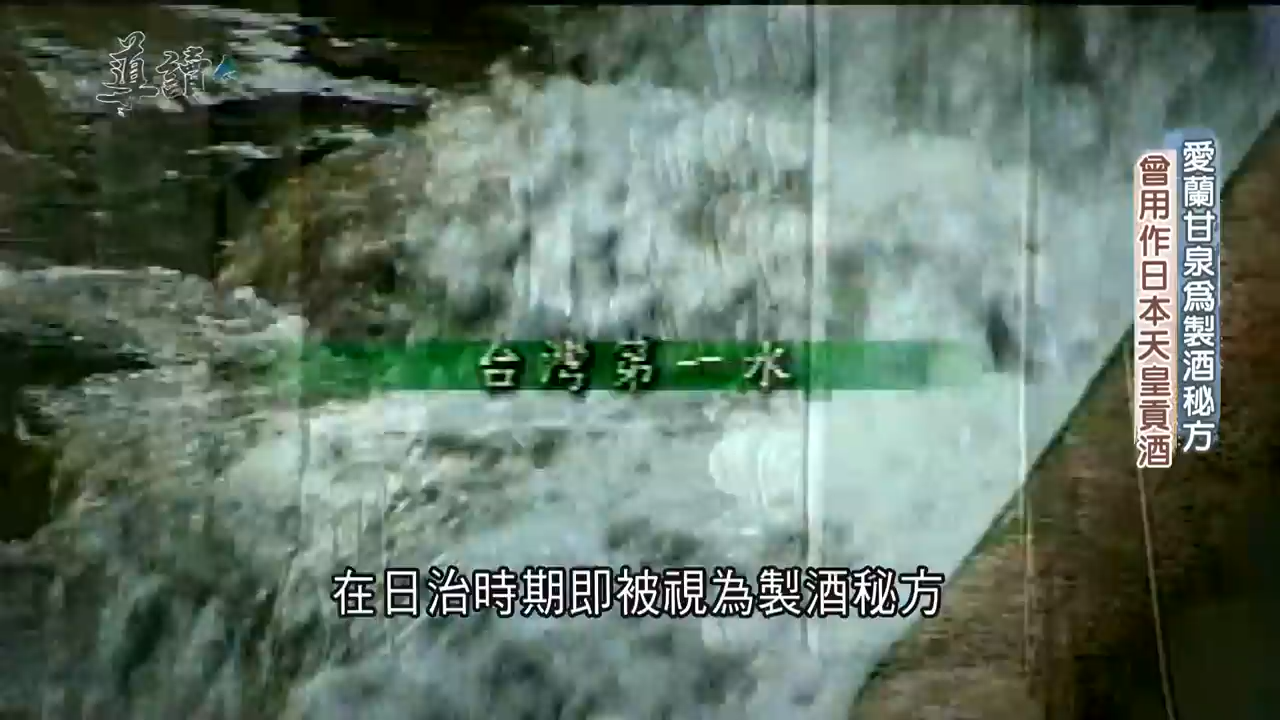 導讀
愛蘭甘泉為製酒秘方
曾用作日本天皇貢酒
台灣第一水
在日治時期即被視為製酒秘方